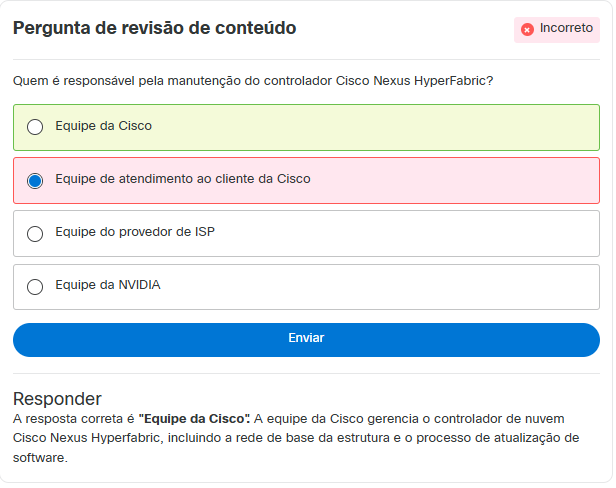 Pergunta de revisão de conteúdo
Incorreto
Quem é responsável pela manutenção do controlador Cisco Nexus HyperFabric?
Equipe da Cisco
Equipe de atendimento ao cliente da Cisco
Equipe do provedor de ISP
Equipe da NVIDIA
Enviar
Responder
A resposta correta é "Equipe da Cisco". A equipe da Cisco gerencia o controlador de nuvem
Cisco Nexus Hyperfabric, incluindo a rede de base da estrutura e o processo de atualização de
software.